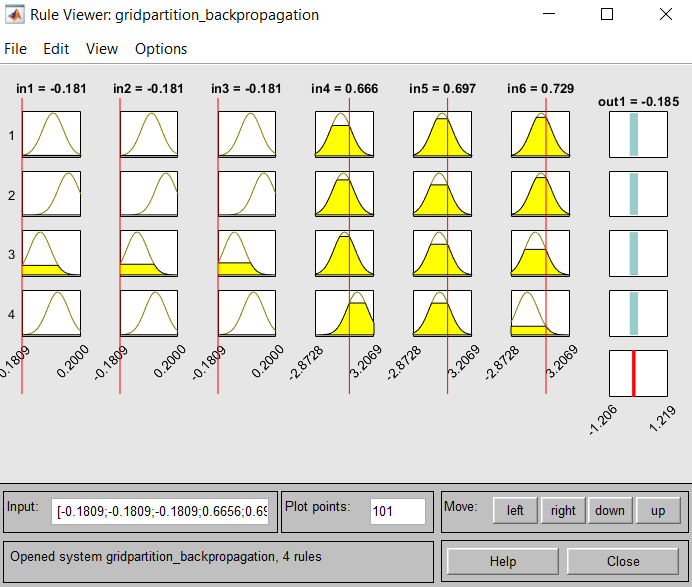 Rule Viewer: gridpartition_backpropagation
File Edit View Options
in1 = -0.181 in2 = -0.181 in3 = -0.181 in4 = 0.666 in5 = 0.697 in6 = 0.729
out1 = -0.185
1
2
3
4
0.1809 0.2000 -0.1809 0.2000 -0.1809 0.2000 -2.8728 3.2069 -2.8728 3.2069 -2.8728 3.2069
-1.206 1.219
Input: [-0.1809;-0.1809;-0.1809;0.6656;0.69 Plot points: 101 Move: left right down up
Opened system gridpartition_backpropagation, 4 rules
Help Close